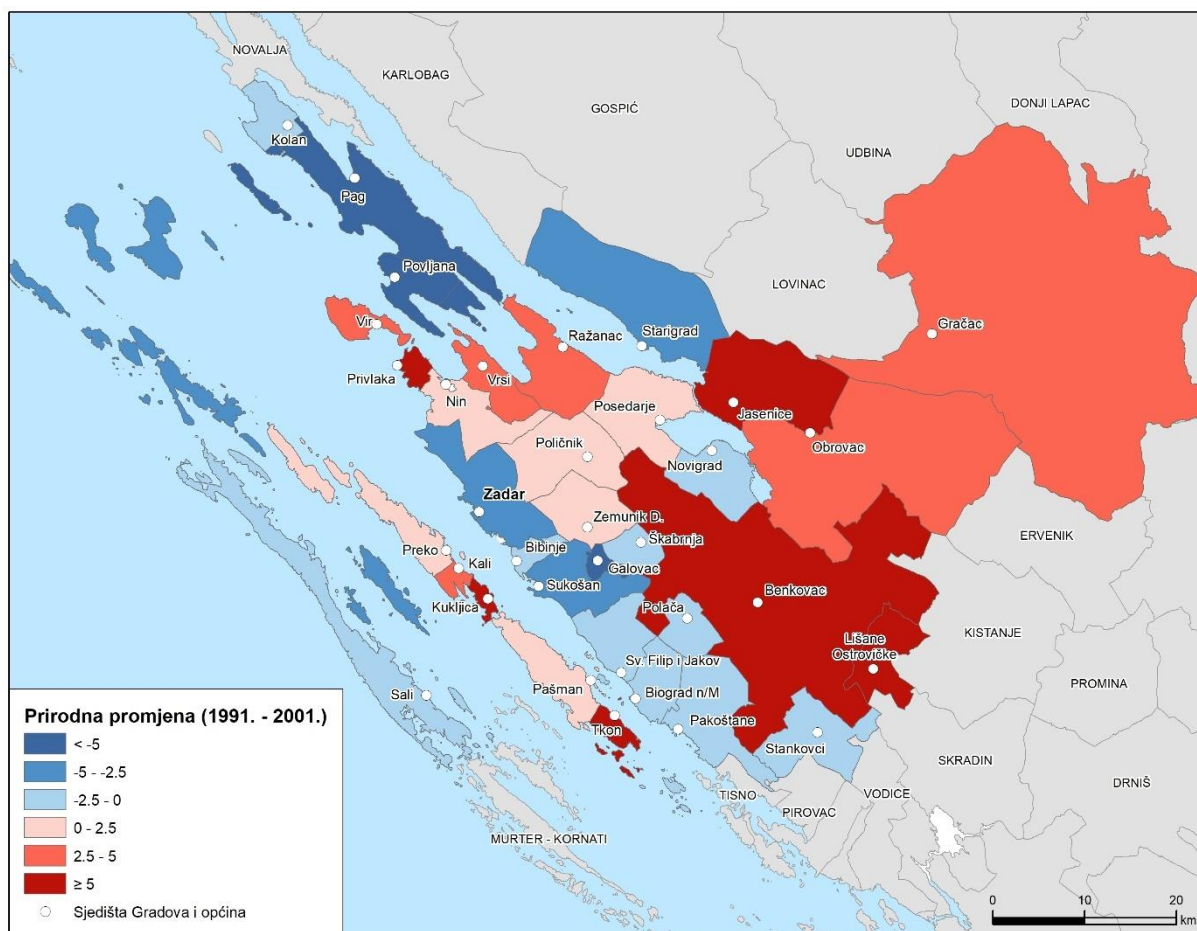 NOVALJA
KARLOBAG
GOSPIĆ
DONJI LAPAC
UDBINA
Kolan
Pag
Povljana
LOVINAC
Vir
Ražanac
Starigrad
Gračac
Privlaka
Vrsi
Nin
Posedarje
Jasenice
Obrovac
Poličnik
Novigrad
Zadar
Zemunik D.
ERVENIK
Preko
Bibinje
Škabrnja
Kali
Galovac
Sukošan
Kukljica
Benkovac
Polača
KISTANJE
Lišane
Ostrovičke
Sv. Filip i Jakov
PROMINA
Pašman
Sali
Biograd n/M
Tkon
Pakoštane
Stankovci
SKRADIN
DRNIŠ
TISNO
VODICE
PIROVAC
MURTER - KORNATI
Prirodna promjena (1991. - 2001.)
< -5
-5 - -2.5
-2.5 - 0
0 - 2.5
2.5 - 5
≥ 5
Sjedišta Gradova i općina
0 10 20
km